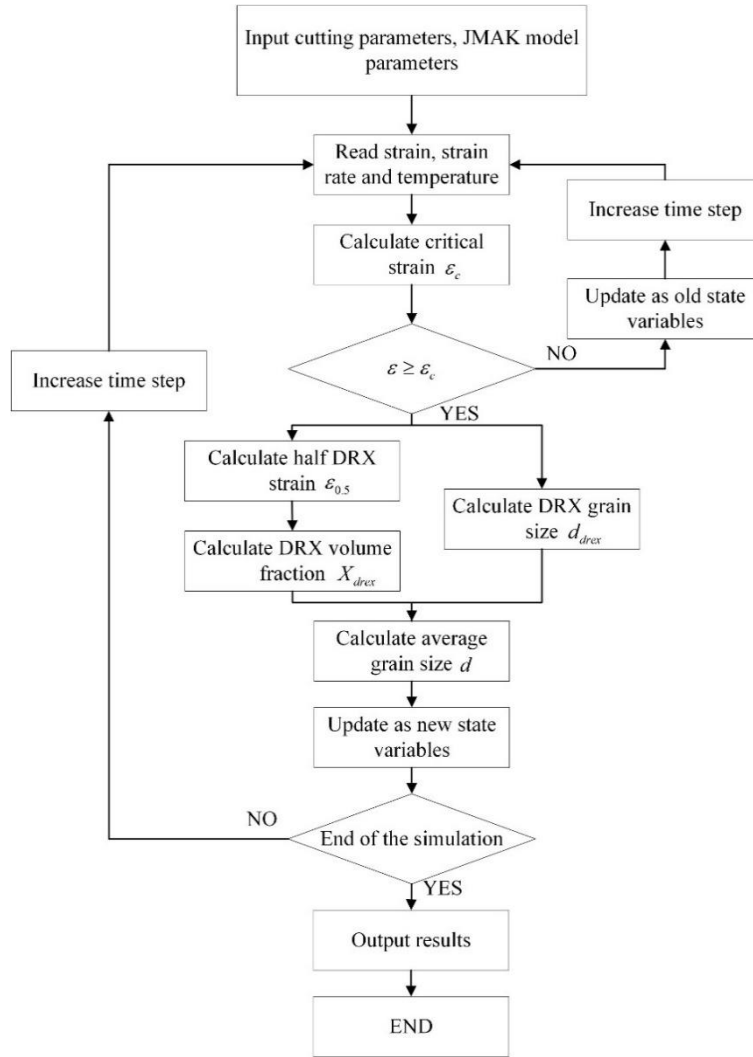 Input cutting parameters, JMAK model
parameters
Read strain, strain
rate and temperature
Increase time step
Calculate critical
strain ε_c
Update as old state
variables
NO
ε ≥ ε_c
Increase time step
YES
Calculate half DRX
strain ε_0.5
Calculate DRX grain
size d_drex
Calculate DRX volume
fraction X_drex
Calculate average
grain size d
Update as new state
variables
NO
End of the simulation
YES
Output results
END